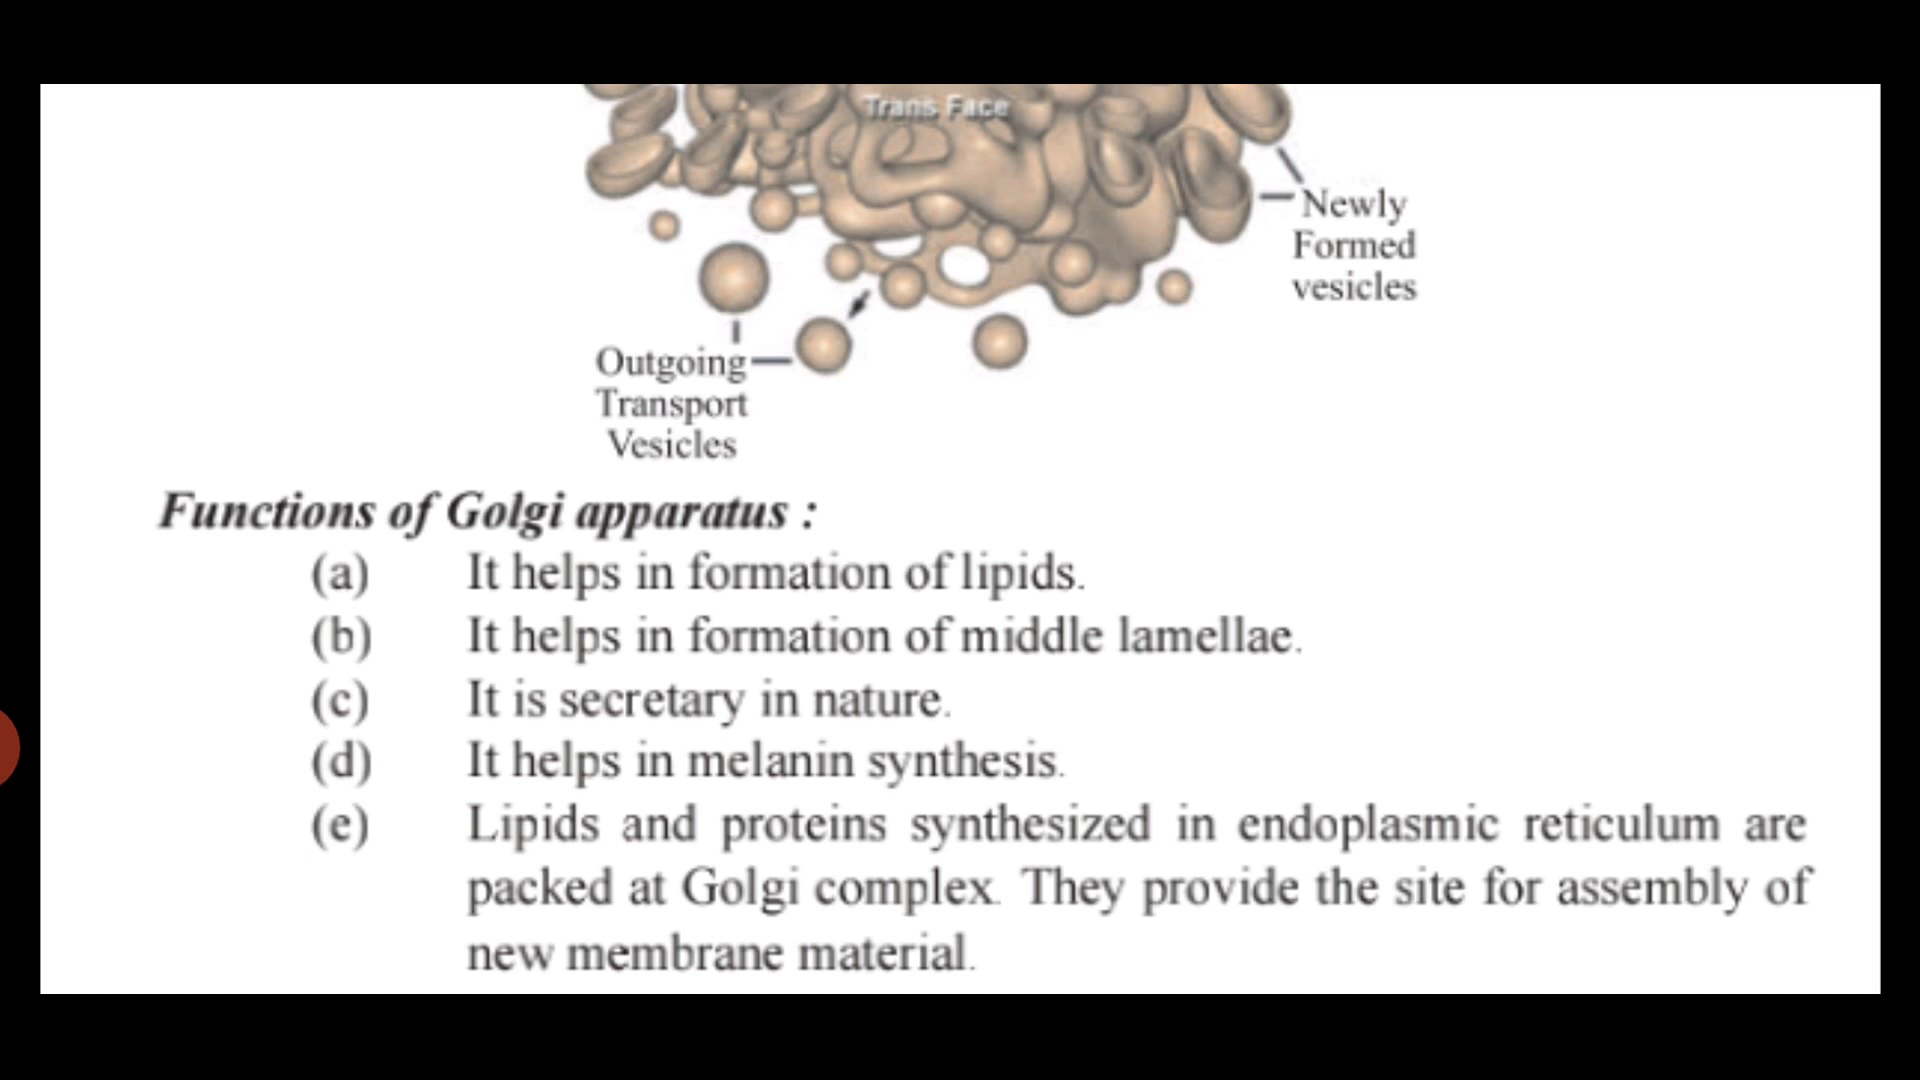 Trans Face
Newly
Formed
vesicles
Outgoing
Transport
Vesicles
Functions of Golgi apparatus :
(a) It helps in formation of lipids.
(b) It helps in formation of middle lamellae.
(c) It is secretary in nature.
(d) It helps in melanin synthesis.
(e) Lipids and proteins synthesized in endoplasmic reticulum are
packed at Golgi complex. They provide the site for assembly of
new membrane material.